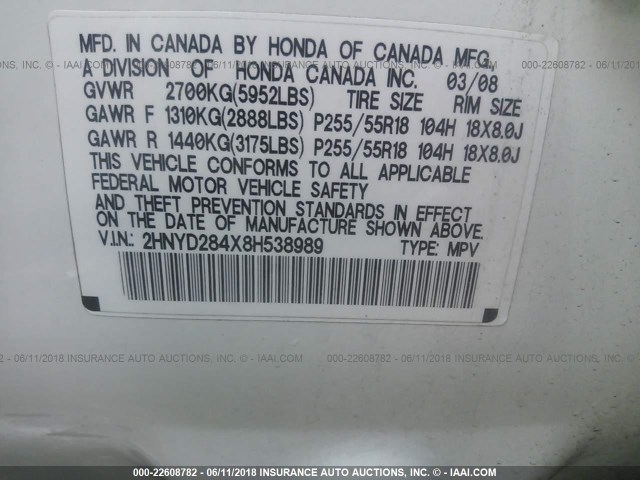 MFD. IN CANADA BY HONDA OF CANADA MFG.,
A DIVISION OF HONDA CANADA INC. 03/08
GVWR 2700KG(5952LBS) TIRE SIZE RIM SIZE
GAWR F 1310KG(2888LBS) P255/55R18 104H 18X8.0J
GAWR R 1440KG(3175LBS) P255/55R18 104H 18X8.0J
THIS VEHICLE CONFORMS TO ALL APPLICABLE
FEDERAL MOTOR VEHICLE SAFETY
AND THEFT PREVENTION STANDARDS IN EFFECT
ON THE DATE OF MANUFACTURE SHOWN ABOVE.
V.I.N.: 2HNYD284X8H538989 TYPE: MPV
000-22608782 - 06/11/2018 INSURANCE AUTO AUCTIONS, INC. © - IAAI.COM